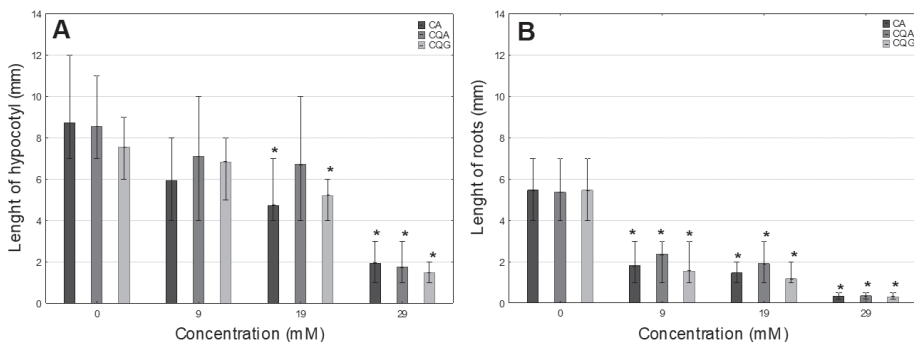 A
CA
CQA
CQG
Lenght of hypocotyl (mm)
14
12
10
8
6
4
2
0
* * * * *
0 9 19 29
Concentration (mM)
B
CA
CQA
CQG
Length of roots (mm)
14
12
10
8
6
4
2
0
* * * * * * * * *
0 9 19 29
Concentration (mM)